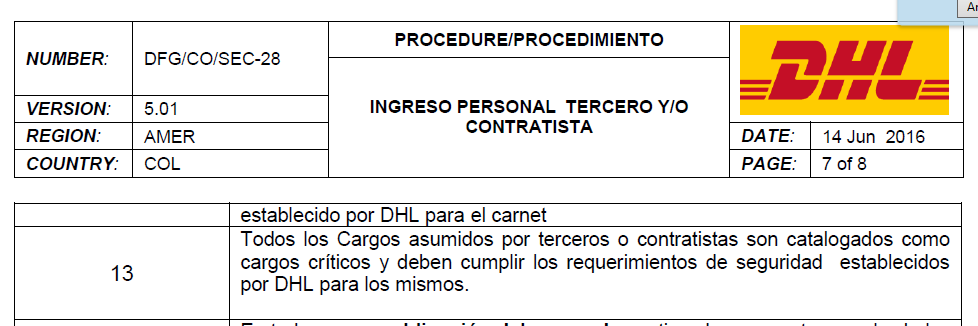 Ar
NUMBER: DFG/CO/SEC-28
PROCEDURE/PROCEDIMIENTO
DHL
VERSION: 5.01
INGRESO PERSONAL TERCERO Y/O
CONTRATISTA
REGION: AMER
DATE: 14 Jun 2016
COUNTRY: COL
PAGE: 7 of 8
establecido por DHL para el carnet
13
Todos los Cargos asumidos por terceros o contratistas son catalogados como
cargos críticos y deben cumplir los requerimientos de seguridad establecidos
por DHL para los mismos.